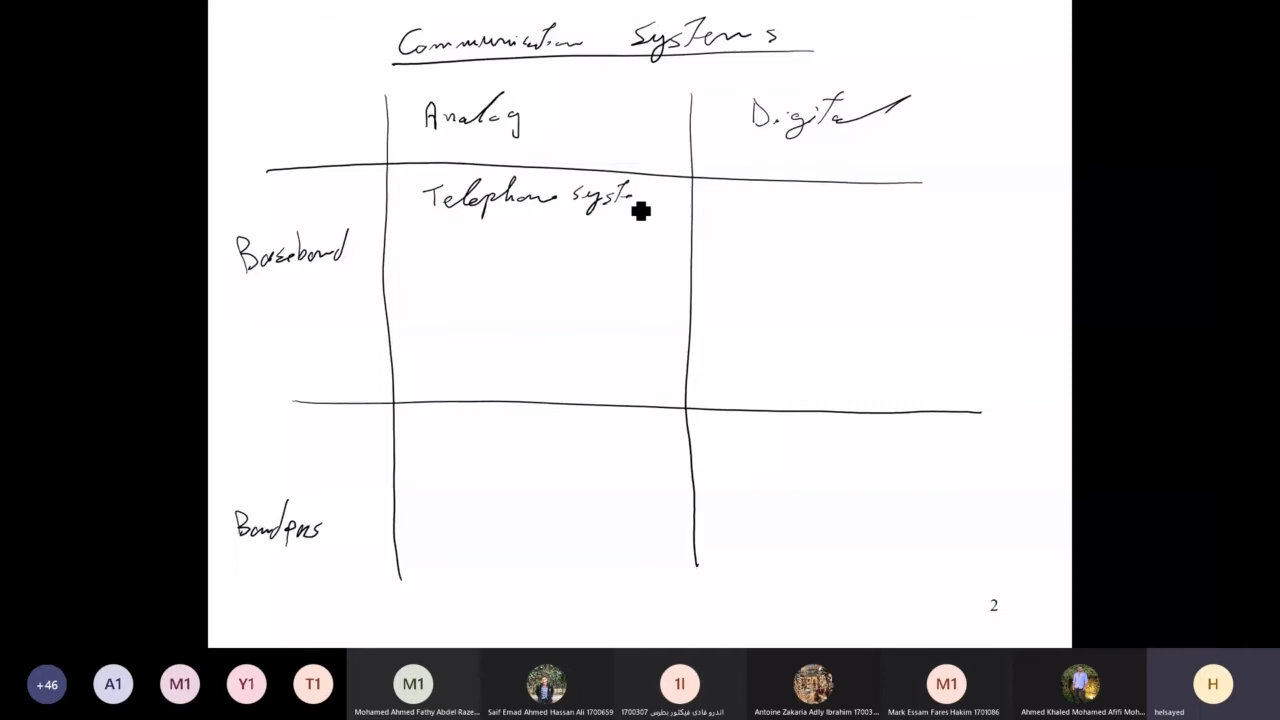 Communication Systems
Analog Digital
Telephone syste
Baseband
Bandpass
2
+46 A1 M1 Y1 T1 M1 1I M1 H
Mohamed Ahmed Fathy Abdel Raze... Saif Emad Ahmed Hassan Ali 1700659 اندرو فادى فيكتور بطرس 1700307 Antoine Zakaria Adly Ibrahim 17003... Mark Essam Fares Hakim 1701086 Ahmed Khaled Mohamed Afifi Moh... helsayed